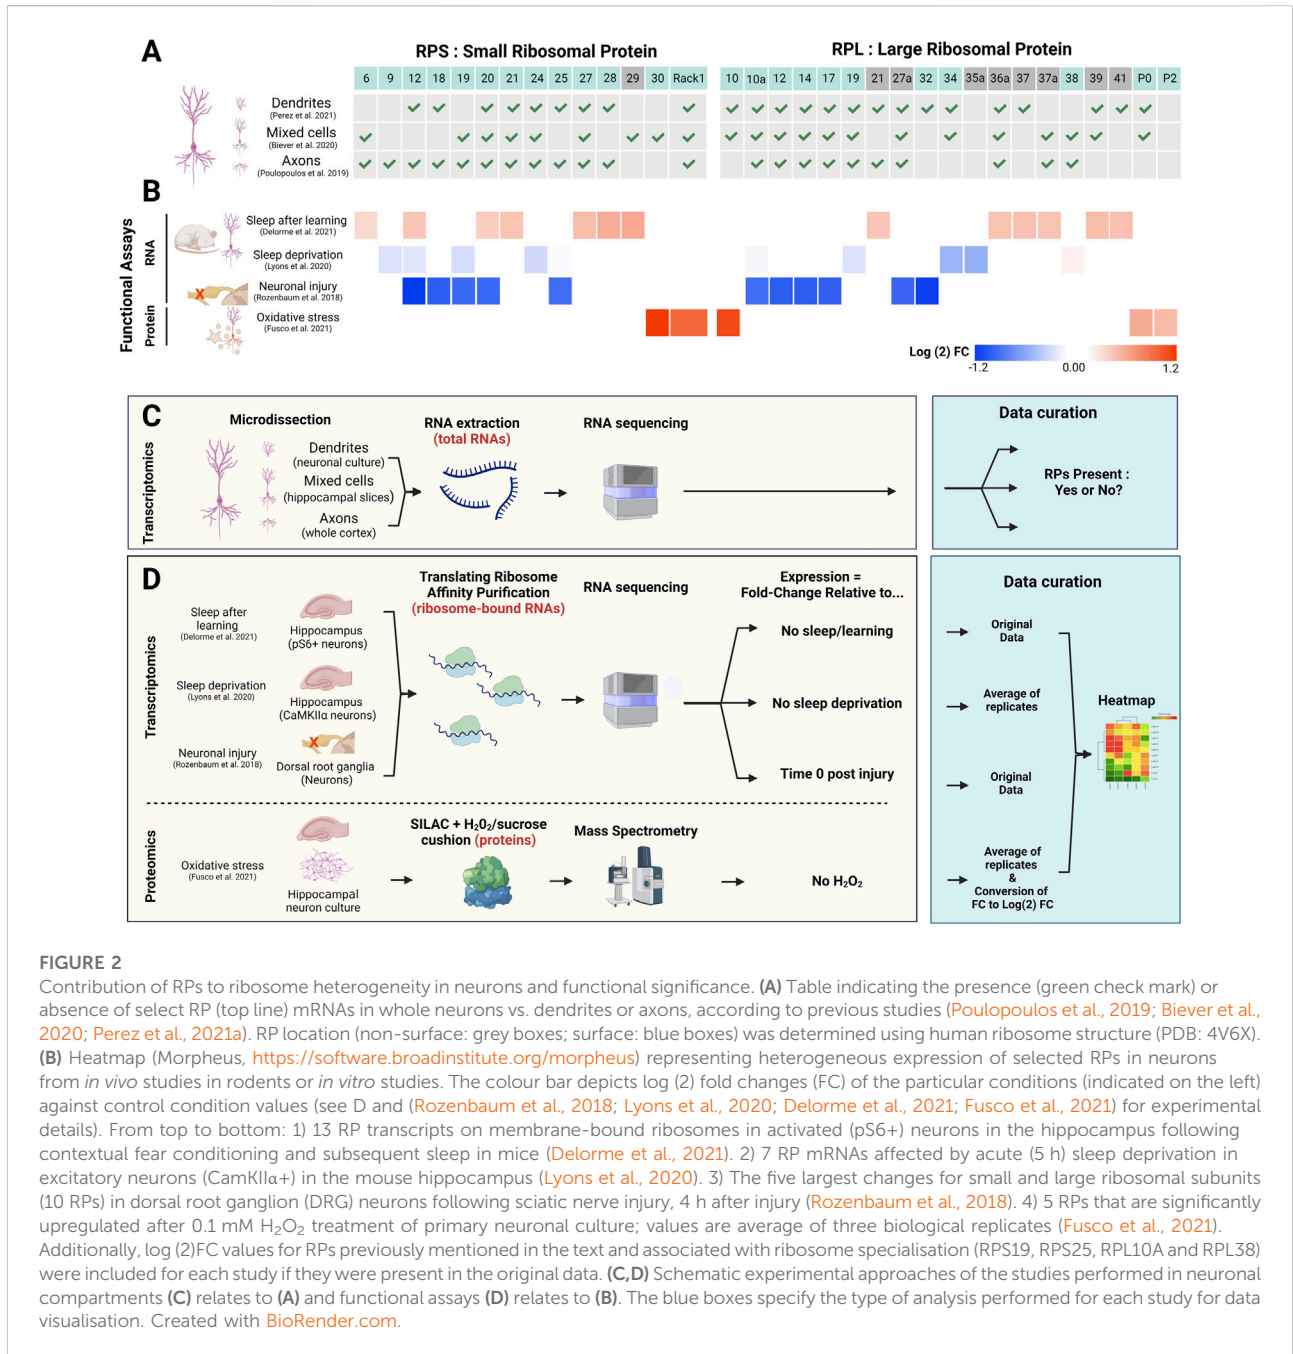 A
RPS : Small Ribosomal Protein
RPL : Large Ribosomal Protein
6 9 12 18 19 20 21 24 25 27 28 29 30 Rack1
10 10a 12 14 17 19 21 27a 32 34 35a 36a 37 37a 38 39 41 P0 P2
Dendrites
(Perez et al. 2021)
Mixed cells
(Biever et al. 2020)
Axons
(Poulopoulos et al. 2019)
B
Functional Assays
RNA
Protein
Sleep after learning
(Delorme et al. 2021)
Sleep deprivation
(Lyons et al. 2020)
Neuronal injury
(Rozenbaum et al. 2018)
Oxidative stress
(Fusco et al. 2021)
Log (2) FC
-1.2 0.00 1.2
C
Transcriptomics
Microdissection
Dendrites
(neuronal culture)
Mixed cells
(hippocampal slices)
Axons
(whole cortex)
RNA extraction
(total RNAs)
RNA sequencing
Data curation
RPs Present :
Yes or No?
D
Transcriptomics
Sleep after
learning
(Delorme et al. 2021)
Hippocampus
(pS6+ neurons)
Sleep deprivation
(Lyons et al. 2020)
Hippocampus
(CaMKIIα neurons)
Neuronal injury
(Rozenbaum et al. 2018)
Dorsal root ganglia
(Neurons)
Translating Ribosome
Affinity Purification
(ribosome-bound RNAs)
RNA sequencing
Expression =
Fold-Change Relative to...
No sleep/learning
No sleep deprivation
Time 0 post injury
Data curation
Original
Data
Average of
replicates
Original
Data
Average of
replicates
&
Conversion of
FC to Log(2) FC
Heatmap
Proteomics
Oxidative stress
(Fusco et al. 2021)
Hippocampal
neuron culture
SILAC + H₂0₂/sucrose
cushion (proteins)
Mass Spectrometry
No H₂O₂
FIGURE 2
Contribution of RPs to ribosome heterogeneity in neurons and functional significance. (A) Table indicating the presence (green check mark) or
absence of select RP (top line) mRNAs in whole neurons vs. dendrites or axons, according to previous studies (Poulopoulos et al., 2019; Biever et al.,
2020; Perez et al., 2021a). RP location (non-surface: grey boxes; surface: blue boxes) was determined using human ribosome structure (PDB: 4V6X).
(B) Heatmap (Morpheus, https://software.broadinstitute.org/morpheus) representing heterogeneous expression of selected RPs in neurons
from in vivo studies in rodents or in vitro studies. The colour bar depicts log (2) fold changes (FC) of the particular conditions (indicated on the left)
against control condition values (see D and (Rozenbaum et al., 2018; Lyons et al., 2020; Delorme et al., 2021; Fusco et al., 2021) for experimental
details). From top to bottom: 1) 13 RP transcripts on membrane-bound ribosomes in activated (pS6+) neurons in the hippocampus following
contextual fear conditioning and subsequent sleep in mice (Delorme et al., 2021). 2) 7 RP mRNAs affected by acute (5 h) sleep deprivation in
excitatory neurons (CamKIIα+) in the mouse hippocampus (Lyons et al., 2020). 3) The five largest changes for small and large ribosomal subunits
(10 RPs) in dorsal root ganglion (DRG) neurons following sciatic nerve injury, 4 h after injury (Rozenbaum et al., 2018). 4) 5 RPs that are significantly
upregulated after 0.1 mM H₂O₂ treatment of primary neuronal culture; values are average of three biological replicates (Fusco et al., 2021).
Additionally, log (2)FC values for RPs previously mentioned in the text and associated with ribosome specialisation (RPS19, RPS25, RPL10A and RPL38)
were included for each study if they were present in the original data. (C,D) Schematic experimental approaches of the studies performed in neuronal
compartments (C) relates to (A) and functional assays (D) relates to (B). The blue boxes specify the type of analysis performed for each study for data
visualisation. Created with BioRender.com.